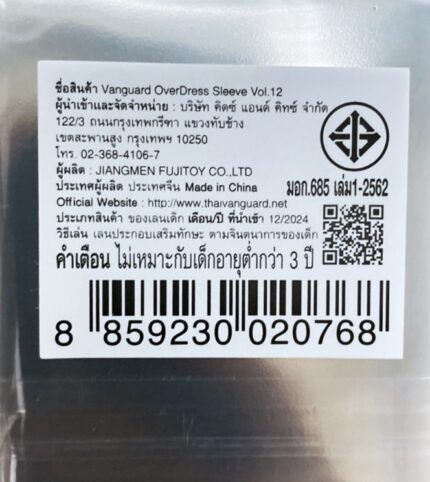 ชื่อสินค้า Vanguard OverDress Sleeve Vol.12
ผู้นำเข้าและจัดจำหน่าย : บริษัท คิดซ์ แอนด์ คิทซ์ จำกัด
122/3 ถนนกรุงเทพกรีฑา แขวงทับช้าง
เขตสะพานสูง กรุงเทพฯ 10250
โทร. 02-368-4106-7
ผู้ผลิต : JIANGMEN FUJITOY CO.,LTD
ประเทศผู้ผลิต ประเทศจีน Made in China
Official Website : http://www.thaivanguard.net
ประเภทสินค้า ของเล่นเด็ก เดือน/ปี ที่นำเข้า 12/2024
วิธีเล่น เล่นประกอบเสริมทักษะ ตามจินตนาการของเด็ก
คำเตือน ไม่เหมาะกับเด็กอายุต่ำกว่า 3 ปี
มอก.685 เล่ม1-2562
8 859230 020768